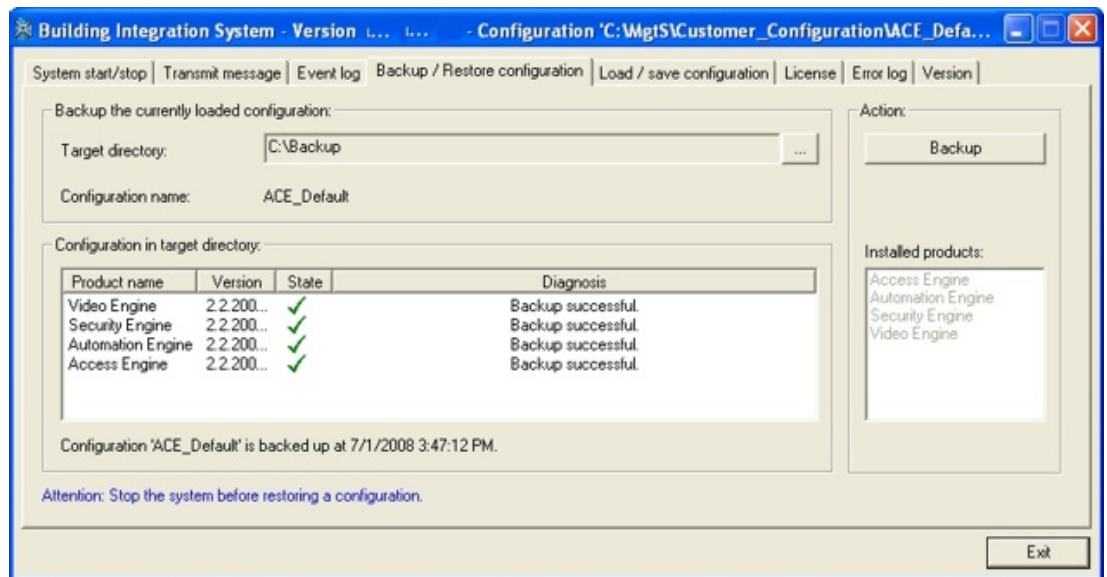 Building Integration System - Version - Configuration 'C:\MgtS\Customer_Configuration\ACE_Defa...
System start/stop Transmit message Event log Backup / Restore configuration Load / save configuration License Error log Version
Backup the currently loaded configuration:
Action:
Target directory: C:\Backup ... Backup
Configuration name: ACE_Default
Configuration in target directory:
Installed products:
Product name Version State Diagnosis
Video Engine 2.2.200... Backup successful.
Security Engine 2.2.200... Backup successful.
Automation Engine 2.2.200... Backup successful.
Access Engine 2.2.200... Backup successful.
Access Engine
Automation Engine
Security Engine
Video Engine
Configuration 'ACE_Default' is backed up at 7/1/2008 3:47:12 PM.
Attention: Stop the system before restoring a configuration.
Exit